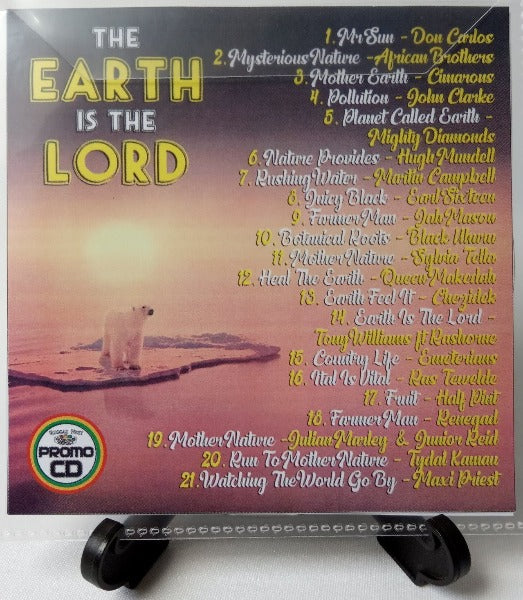 THE
EARTH
IS THE
LORD
1. Mr Sun - Don Carlos
2. Mysterious Nature - African Brothers
3. Mother Earth - Cimarons
4. Pollution - John Clarke
5. Planet Called Earth -
Mighty Diamonds
6. Nature Provides - Hugh Mundell
7. Rushing Water - Martin Campbell
8. Juicy Black - Earl Sixteen
9. Farmer Man - Jah Mason
10. Botanical Roots - Black Uhuru
11. Mother Nature - Sylvia Tella
12. Heal The Earth - Queen Makedah
13. Earth Feel It - Chezidek
14. Earth Is The Lord -
Tony Williams ft Rashorne
15. Country Life - Emeterians
16. Ital Is Vital - Ras Tewelde
17. Fruit - Half Pint
18. Farmer Man - Renegad
19. Mother Nature - Julian Marley & Junior Reid
20. Run To Mother Nature - Tydal Kamau
21. Watching The World Go By - Maxi Priest
PROMO
CD